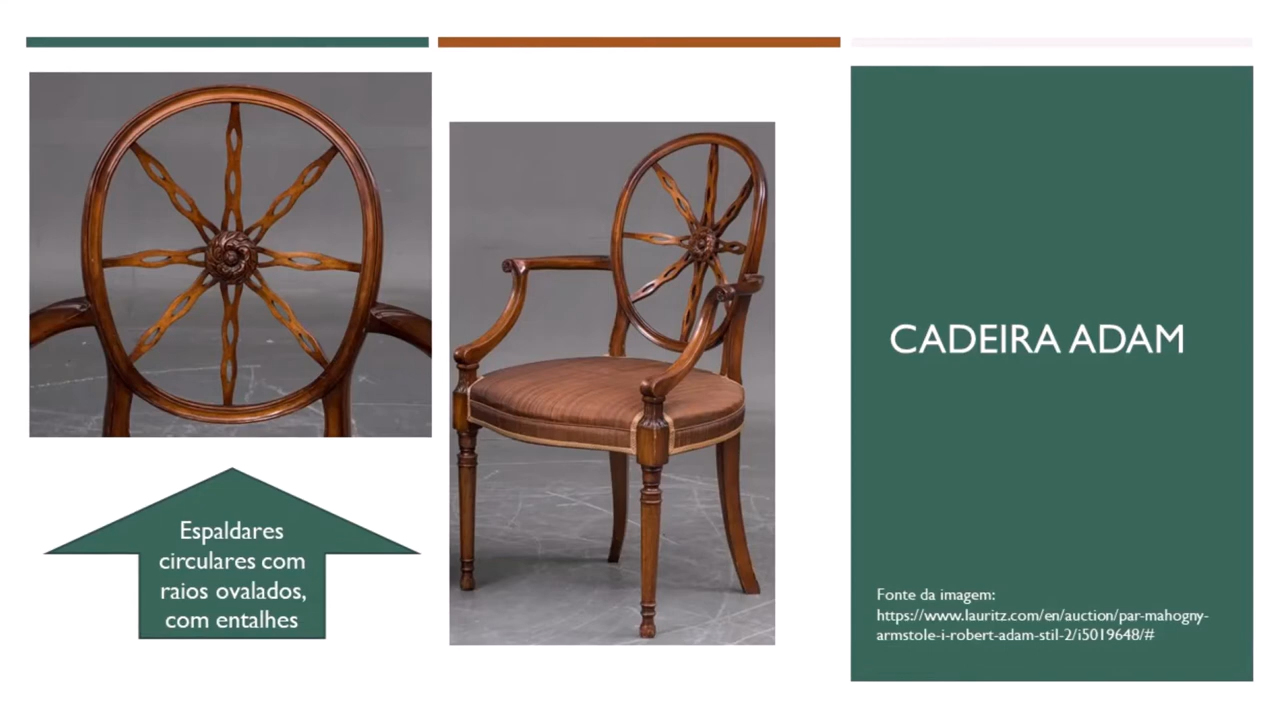 CADEIRA ADAM
Espaldares
circulares com
raios ovalados,
com entalhes
Fonte da imagem:
https://www.lauritz.com/en/auction/par-mahogny-
armstole-i-robert-adam-stil-2/i5019648/#